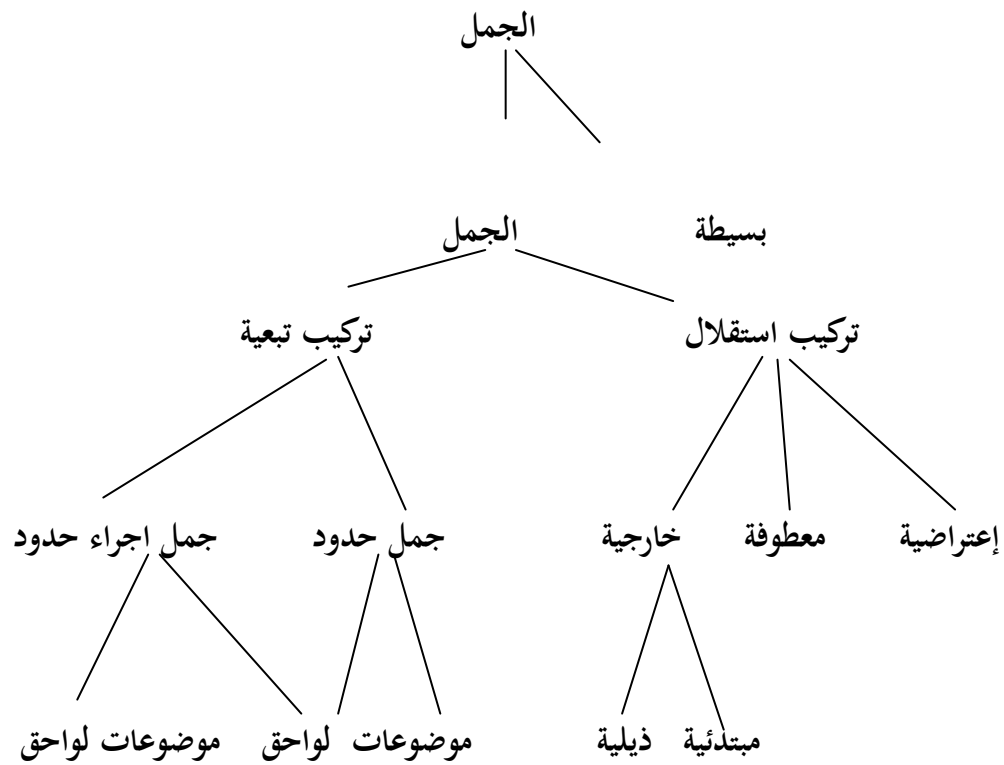 الجمل
بسيطة الجمل
تركيب استقلال تركيب تبعية
إعتراضية معطوفة خارجية جمل حدود جمل اجراء حدود
مبتدئية ذيلية موضوعات لواحق موضوعات لواحق